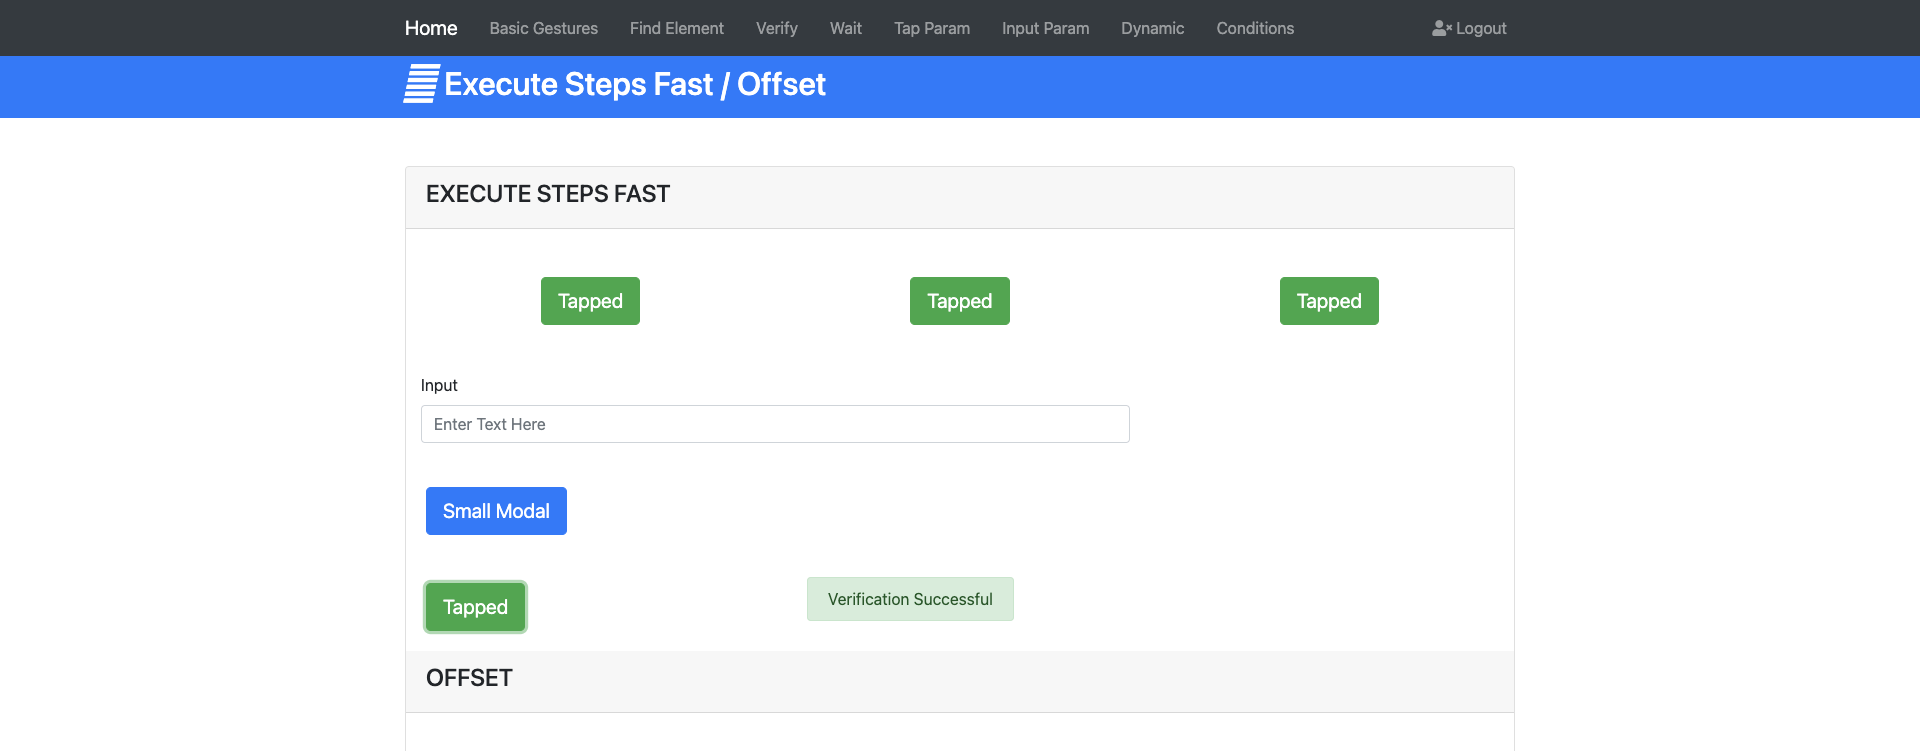 Home Basic Gestures Find Element Verify Wait Tap Param Input Param Dynamic Conditions Logout
Execute Steps Fast / Offset
EXECUTE STEPS FAST
Tapped Tapped Tapped
Input
Enter Text Here
Small Modal
Tapped Verification Successful
OFFSET